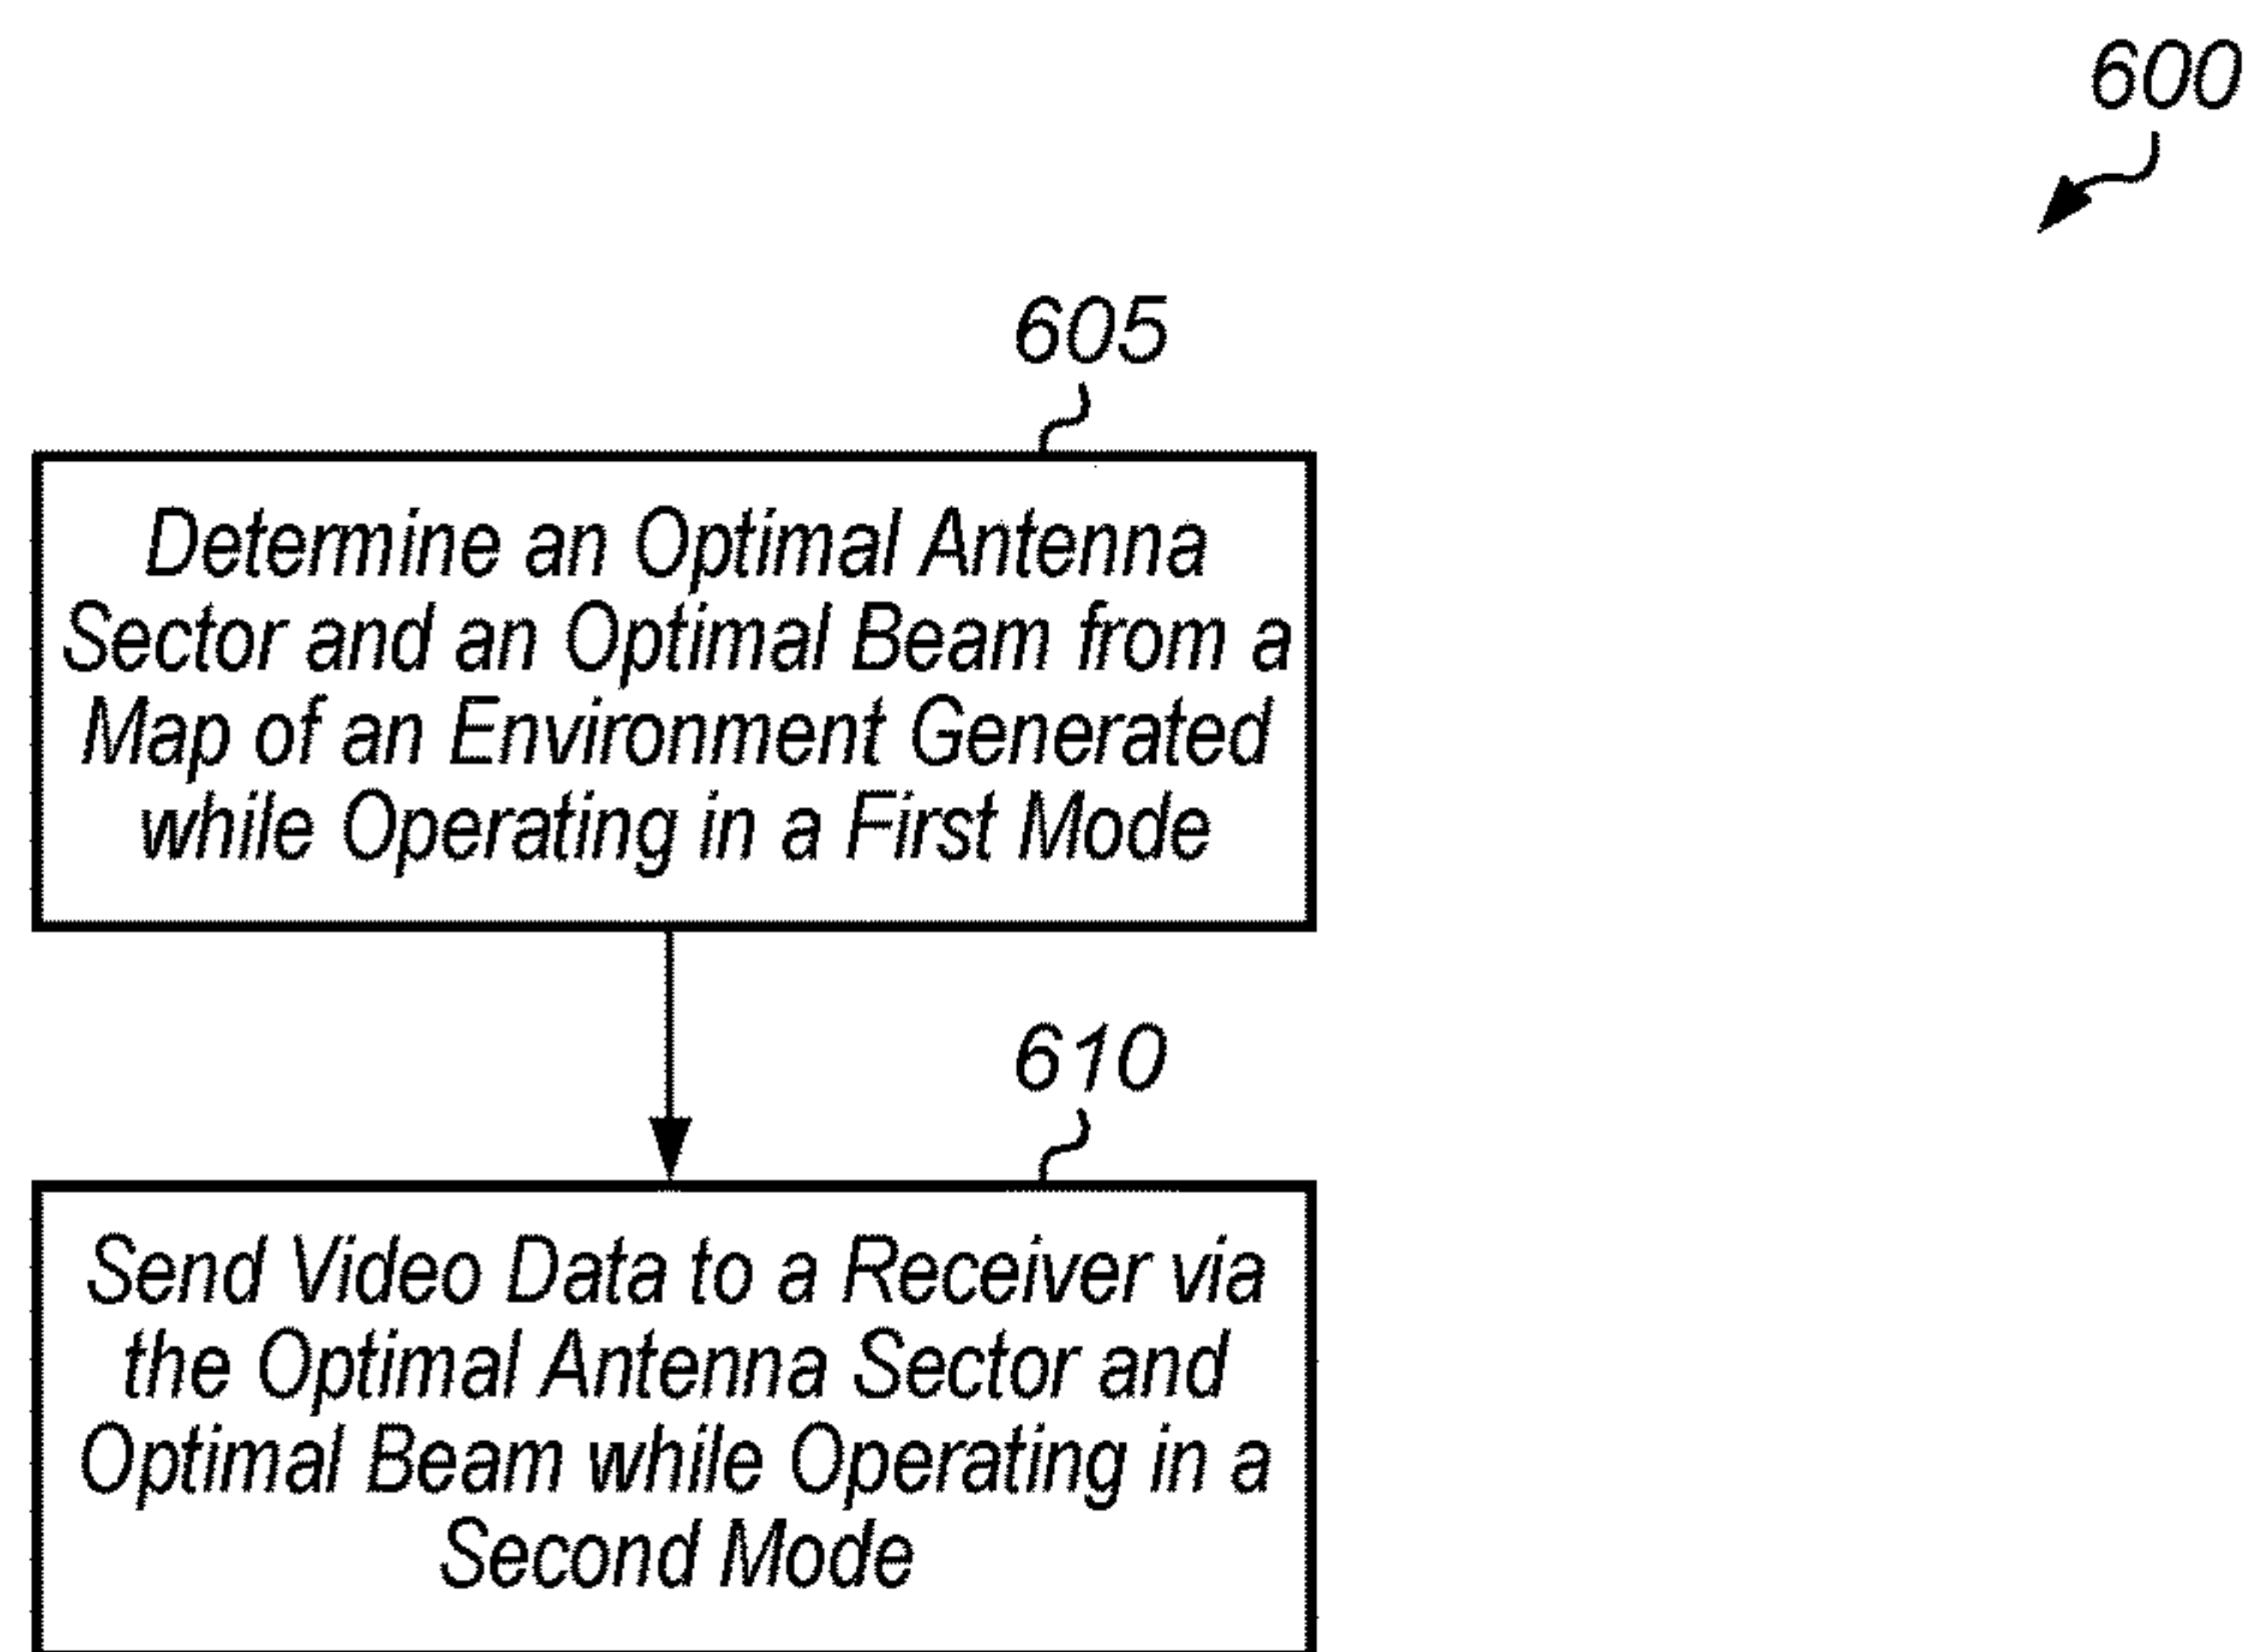 600
605
Determine an Optimal Antenna
Sector and an Optimal Beam from a
Map of an Environment Generated
while Operating in a First Mode
610
Send Video Data to a Receiver via
the Optimal Antenna Sector and
Optimal Beam while Operating in a
Second Mode